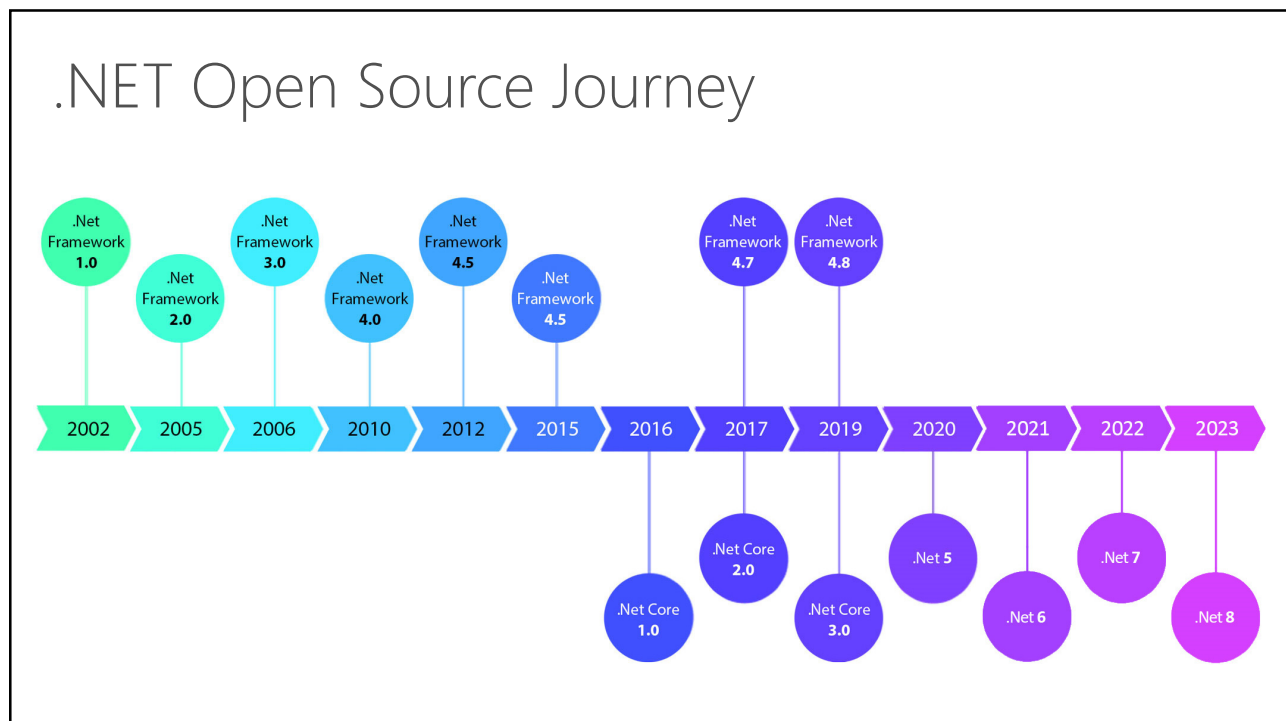 .NET Open Source Journey
.Net
Framework
1.0
.Net
Framework
2.0
.Net
Framework
3.0
.Net
Framework
4.0
.Net
Framework
4.5
.Net
Framework
4.5
.Net
Framework
4.7
.Net
Framework
4.8
2002
2005
2006
2010
2012
2015
2016
2017
2019
2020
2021
2022
2023
.Net Core
1.0
.Net Core
2.0
.Net Core
3.0
.Net 5
.Net 6
.Net 7
.Net 8